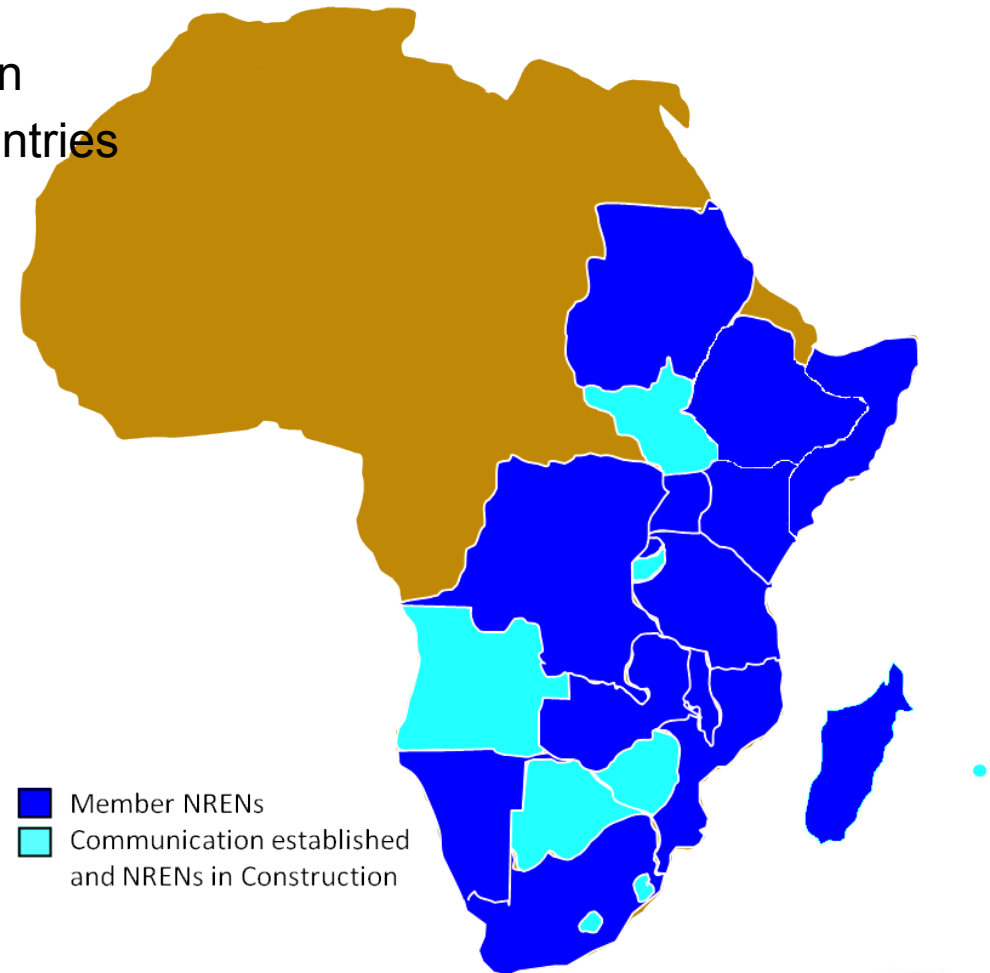 n
ntries
Member NRENs
Communication established
and NRENs in Construction